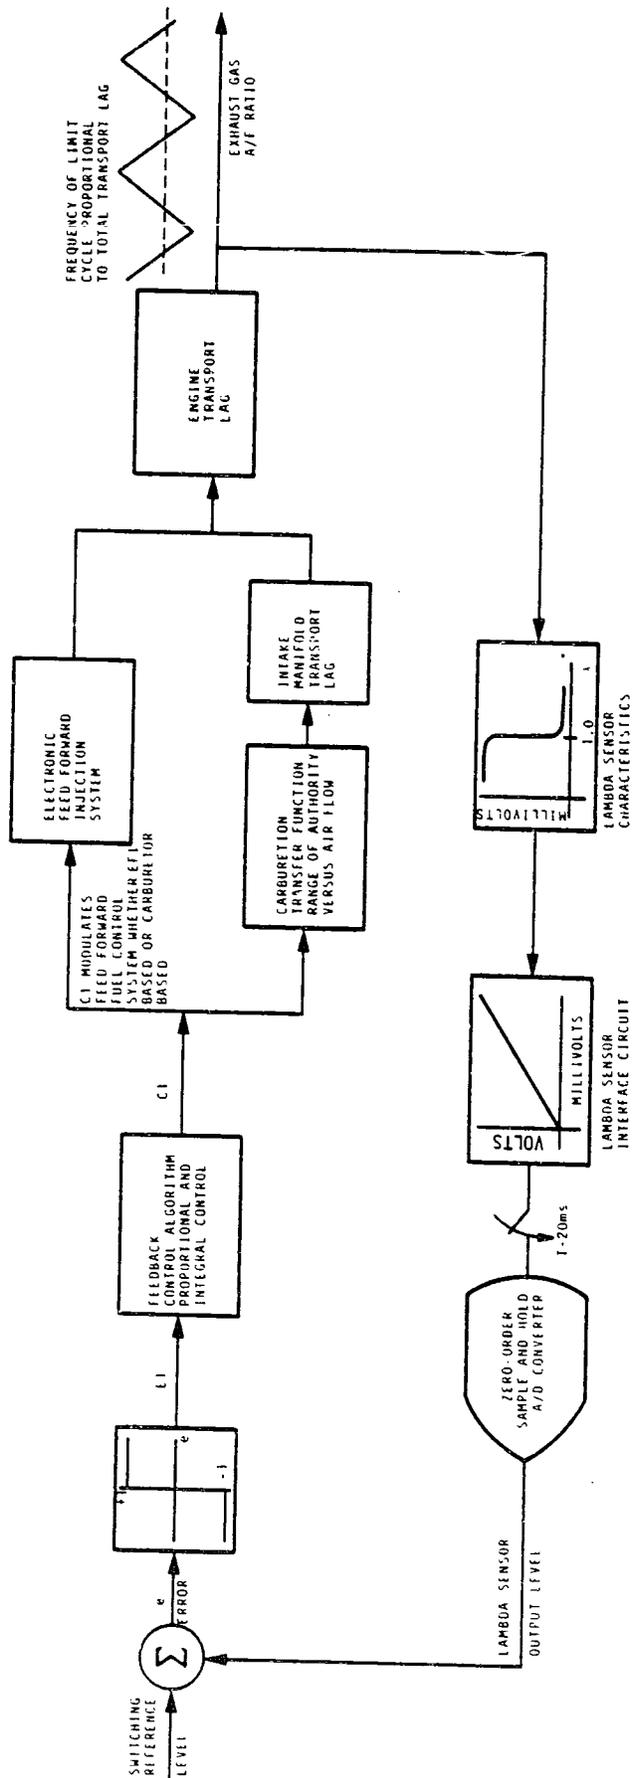 SWITCHING
REFERENCE
LEVEL
Σ
e
ERROR
+1
e
-1
E1
FEEDBACK
CONTROL ALGORITHM
PROPORTIONAL AND
INTEGRAL CONTROL
C1
C1 MODULATES
FEED FORWARD
FUEL CONTROL
SYSTEM WHETHER EFI
BASED OR CARBURETOR
BASED
ELECTRONIC
FEED FORWARD
INJECTION
SYSTEM
CARBURETION
TRANSFER FUNCTION
RANGE OF AUTHORITY
VERSUS AIR FLOW
INTAKE
MANIFOLD
TRANSPORT
LAG
ENGINE
TRANSPORT
LAG
FREQUENCY OF LIMIT
CYCLE PROPORTIONAL
TO TOTAL TRANSPORT LAG
EXHAUST GAS
A/F RATIO
MILLIVOLTS
1.0
λ
LAMBDA SENSOR
CHARACTERISTICS
VOLTS
MILLIVOLTS
LAMBDA SENSOR
INTERFACE CIRCUIT
T-20ms
ZERO-ORDER
SAMPLE AND HOLD
A/D CONVERTER
LAMBDA SENSOR
OUTPUT LEVEL